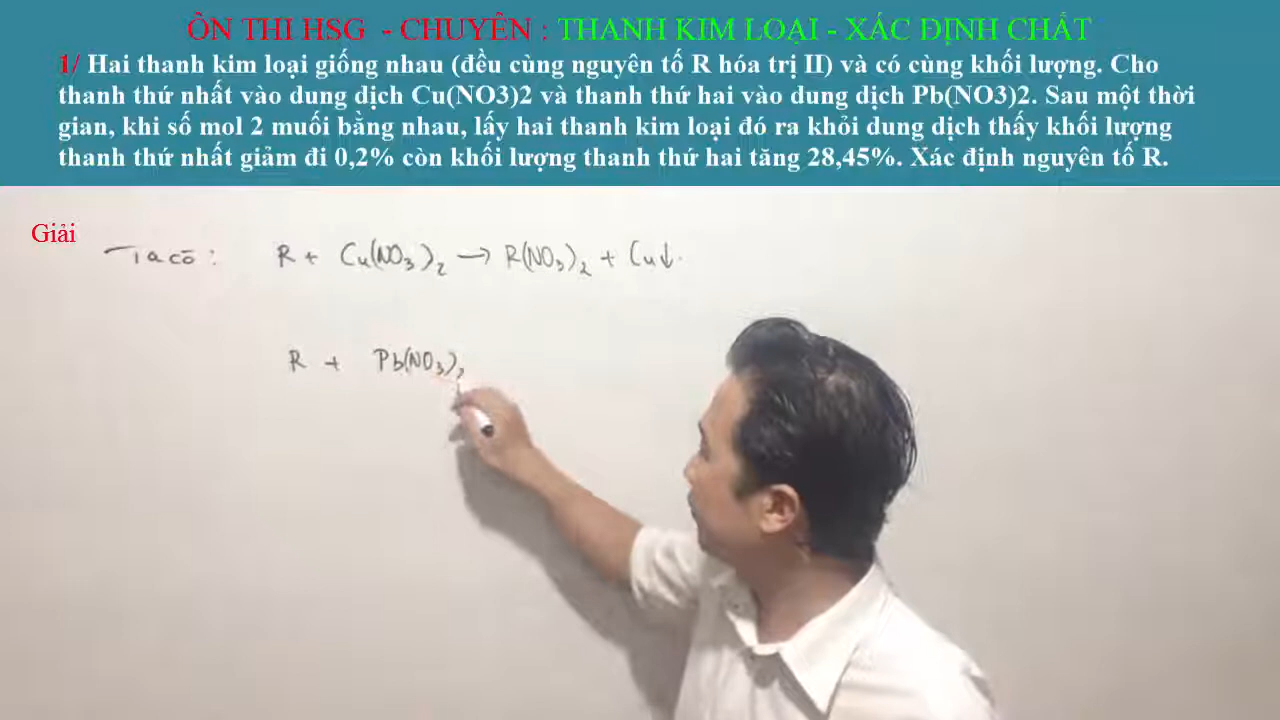 ÔN THI HSG - CHUYÊN : THANH KIM LOẠI - XÁC ĐỊNH CHẤT
1/ Hai thanh kim loại giống nhau (đều cùng nguyên tố R hóa trị II) và có cùng khối lượng. Cho
thanh thứ nhất vào dung dịch Cu(NO3)2 và thanh thứ hai vào dung dịch Pb(NO3)2. Sau một thời
gian, khi số mol 2 muối bằng nhau, lấy hai thanh kim loại đó ra khỏi dung dịch thấy khối lượng
thanh thứ nhất giảm đi 0,2% còn khối lượng thanh thứ hai tăng 28,45%. Xác định nguyên tố R.
Giải
Ta có : R + Cu(NO₃)₂ → R(NO₃)₂ + Cu↓.
R + Pb(NO₃)₂